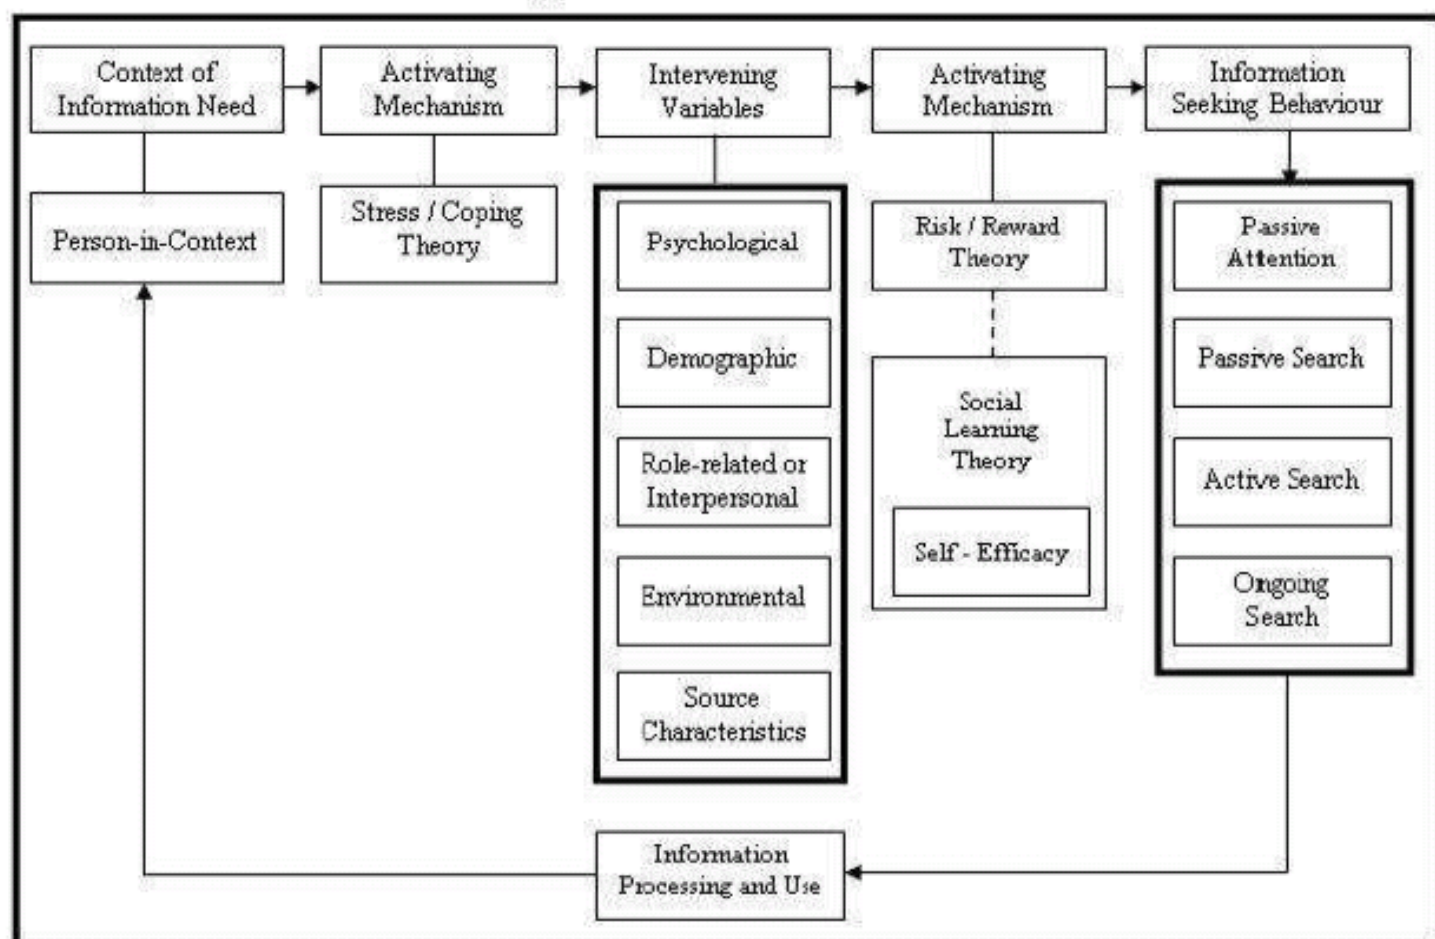 Context of
Information Need
Activating
Mechanism
Intervening
Variables
Activating
Mechanism
Information
Seeking Behaviour
Person-in-Context
Stress / Coping
Theory
Psychological
Demographic
Role-related or
Interpersonal
Environmental
Source
Characteristics
Risk / Reward
Theory
Social
Learning
Theory
Self - Efficacy
Passive
Attention
Passive Search
Active Search
Ongoing
Search
Information
Processing and Use